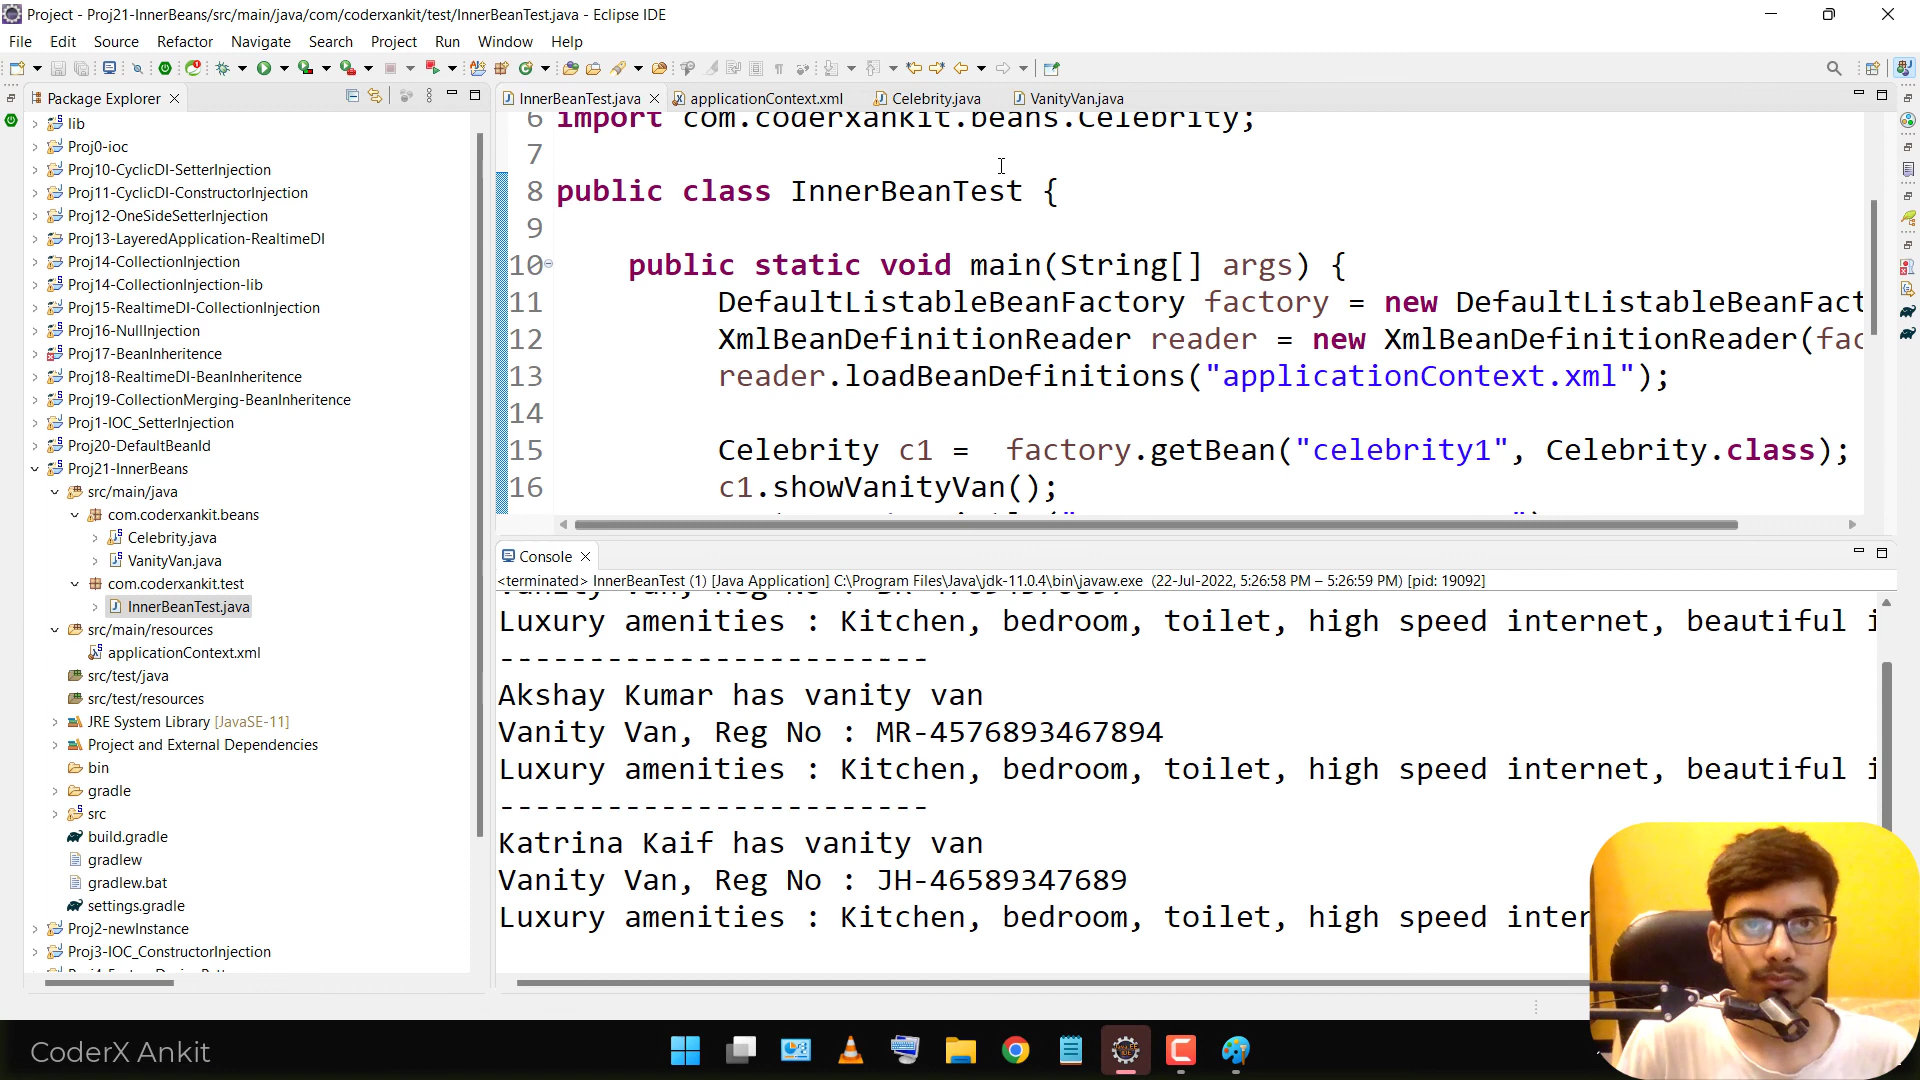 Project - Proj21-InnerBeans/src/main/java/com/coderxankit/test/InnerBeanTest.java - Eclipse IDE
File Edit Source Refactor Navigate Search Project Run Window Help
Package Explorer
lib
Proj0-ioc
Proj10-CyclicDI-SetterInjection
Proj11-CyclicDI-ConstructorInjection
Proj12-OneSideSetterInjection
Proj13-LayeredApplication-RealtimeDI
Proj14-CollectionInjection
Proj14-CollectionInjection-lib
Proj15-RealtimeDI-CollectionInjection
Proj16-NullInjection
Proj17-BeanInheritence
Proj18-RealtimeDI-BeanInheritence
Proj19-CollectionMerging-BeanInheritence
Proj1-IOC_SetterInjection
Proj20-DefaultBeanId
Proj21-InnerBeans
src/main/java
com.coderxankit.beans
Celebrity.java
VanityVan.java
com.coderxankit.test
InnerBeanTest.java
src/main/resources
applicationContext.xml
src/test/java
src/test/resources
JRE System Library [JavaSE-11]
Project and External Dependencies
bin
gradle
src
build.gradle
gradlew
gradlew.bat
settings.gradle
Proj2-newInstance
Proj3-IOC_ConstructorInjection
InnerBeanTest.java applicationContext.xml Celebrity.java VanityVan.java
6 import com.coderxankit.beans.Celebrity;
7
8 public class InnerBeanTest {
9
10 public static void main(String[] args) {
11 DefaultListableBeanFactory factory = new DefaultListableBeanFact
12 XmlBeanDefinitionReader reader = new XmlBeanDefinitionReader(fac
13 reader.loadBeanDefinitions("applicationContext.xml");
14
15 Celebrity c1 = factory.getBean("celebrity1", Celebrity.class);
16 c1.showVanityVan();
Console
<terminated> InnerBeanTest (1) [Java Application] C:\Program Files\Java\jdk-11.0.4\bin\javaw.exe (22-Jul-2022, 5:26:58 PM – 5:26:59 PM) [pid: 19092]
Luxury amenities : Kitchen, bedroom, toilet, high speed internet, beautiful i
------------------------
Akshay Kumar has vanity van
Vanity Van, Reg No : MR-4576893467894
Luxury amenities : Kitchen, bedroom, toilet, high speed internet, beautiful i
------------------------
Katrina Kaif has vanity van
Vanity Van, Reg No : JH-46589347689
Luxury amenities : Kitchen, bedroom, toilet, high speed inter
CoderX Ankit